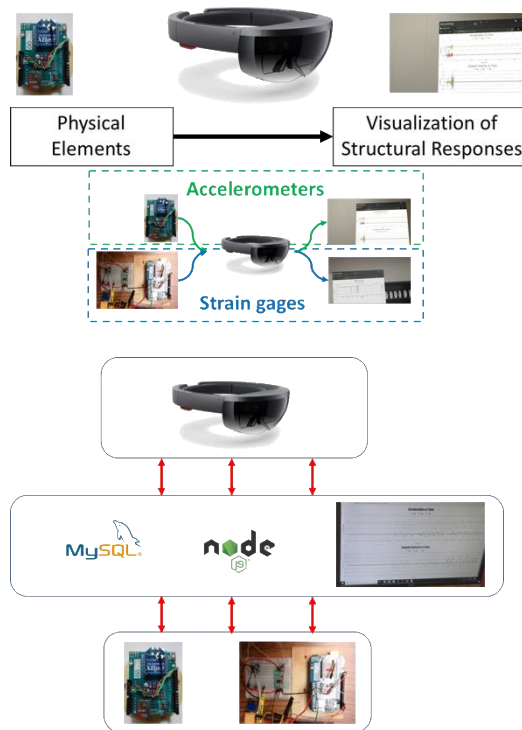 Physical
Elements
Visualization of
Structural Responses
Accelerometers
Strain gages
MySQL®
node
JS